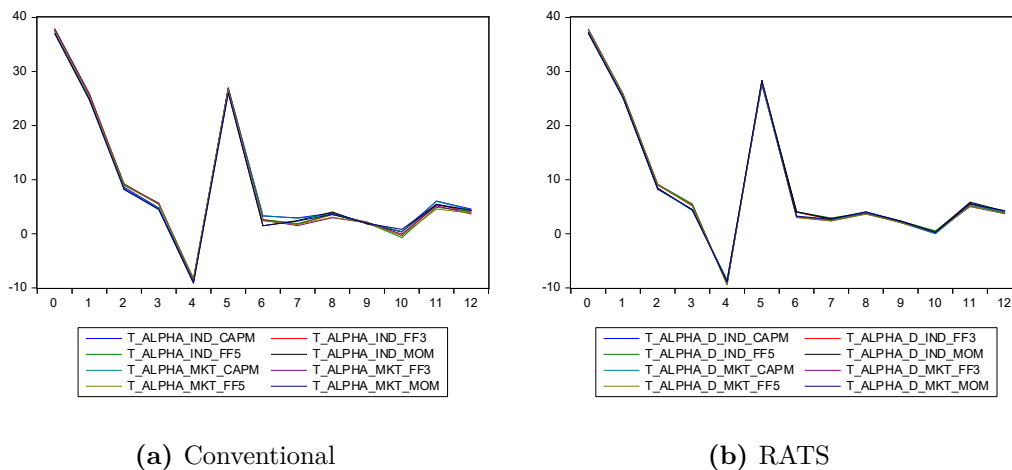 40
30
20
10
0
-10
0 1 2 3 4 5 6 7 8 9 10 11 12
T_ALPHA_IND_CAPM T_ALPHA_IND_FF3
T_ALPHA_IND_FF5 T_ALPHA_IND_MOM
T_ALPHA_MKT_CAPM T_ALPHA_MKT_FF3
T_ALPHA_MKT_FF5 T_ALPHA_MKT_MOM
(a) Conventional
40
30
20
10
0
-10
0 1 2 3 4 5 6 7 8 9 10 11 12
T_ALPHA_D_IND_CAPM T_ALPHA_D_IND_FF3
T_ALPHA_D_IND_FF5 T_ALPHA_D_IND_MOM
T_ALPHA_D_MKT_CAPM T_ALPHA_D_MKT_FF3
T_ALPHA_D_MKT_FF5 T_ALPHA_D_MKT_MOM
(b) RATS